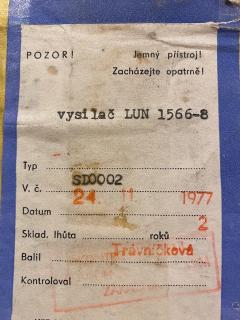 POZOR! Jemný přístroj!
Zacházejte opatrně!
vysílač LUN 1566-8
Typ
V. č. SD0002
Datum 24. 11 1977
Sklad. lhůta roků 2
Balil Trávníčková
Kontroloval